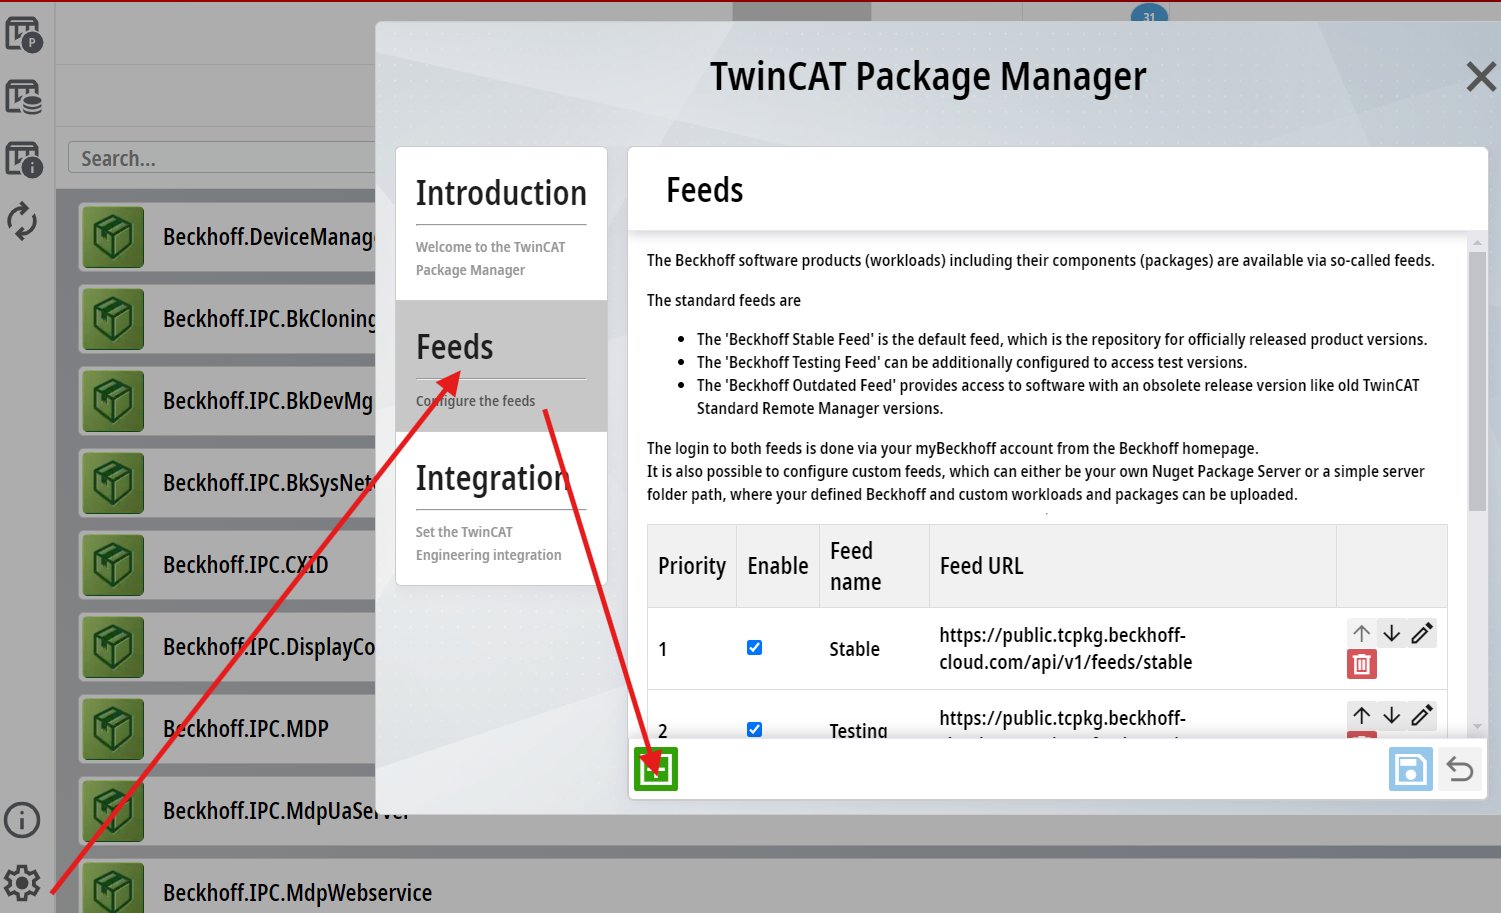 31
TwinCAT Package Manager
P
Search...
Introduction
Welcome to the TwinCAT
Package Manager
Feeds
Configure the feeds
Integration
Set the TwinCAT
Engineering integration
Feeds
The Beckhoff software products (workloads) including their components (packages) are available via so-called feeds.
The standard feeds are
The 'Beckhoff Stable Feed' is the default feed, which is the repository for officially released product versions.
The 'Beckhoff Testing Feed' can be additionally configured to access test versions.
The 'Beckhoff Outdated Feed' provides access to software with an obsolete release version like old TwinCAT
Standard Remote Manager versions.
The login to both feeds is done via your myBeckhoff account from the Beckhoff homepage.
It is also possible to configure custom feeds, which can either be your own Nuget Package Server or a simple server
folder path, where your defined Beckhoff and custom workloads and packages can be uploaded.
Priority Enable Feed name Feed URL
1 Stable https://public.tcpkg.beckhoff-
cloud.com/api/v1/feeds/stable
2 Testing https://public.tcpkg.beckhoff-
Beckhoff.DeviceManage
Beckhoff.IPC.BkCloning
Beckhoff.IPC.BkDevMg
Beckhoff.IPC.BkSysNet
Beckhoff.IPC.CXID
Beckhoff.IPC.DisplayCo
Beckhoff.IPC.MDP
Beckhoff.IPC.MdpUaServer
Beckhoff.IPC.MdpWebservice